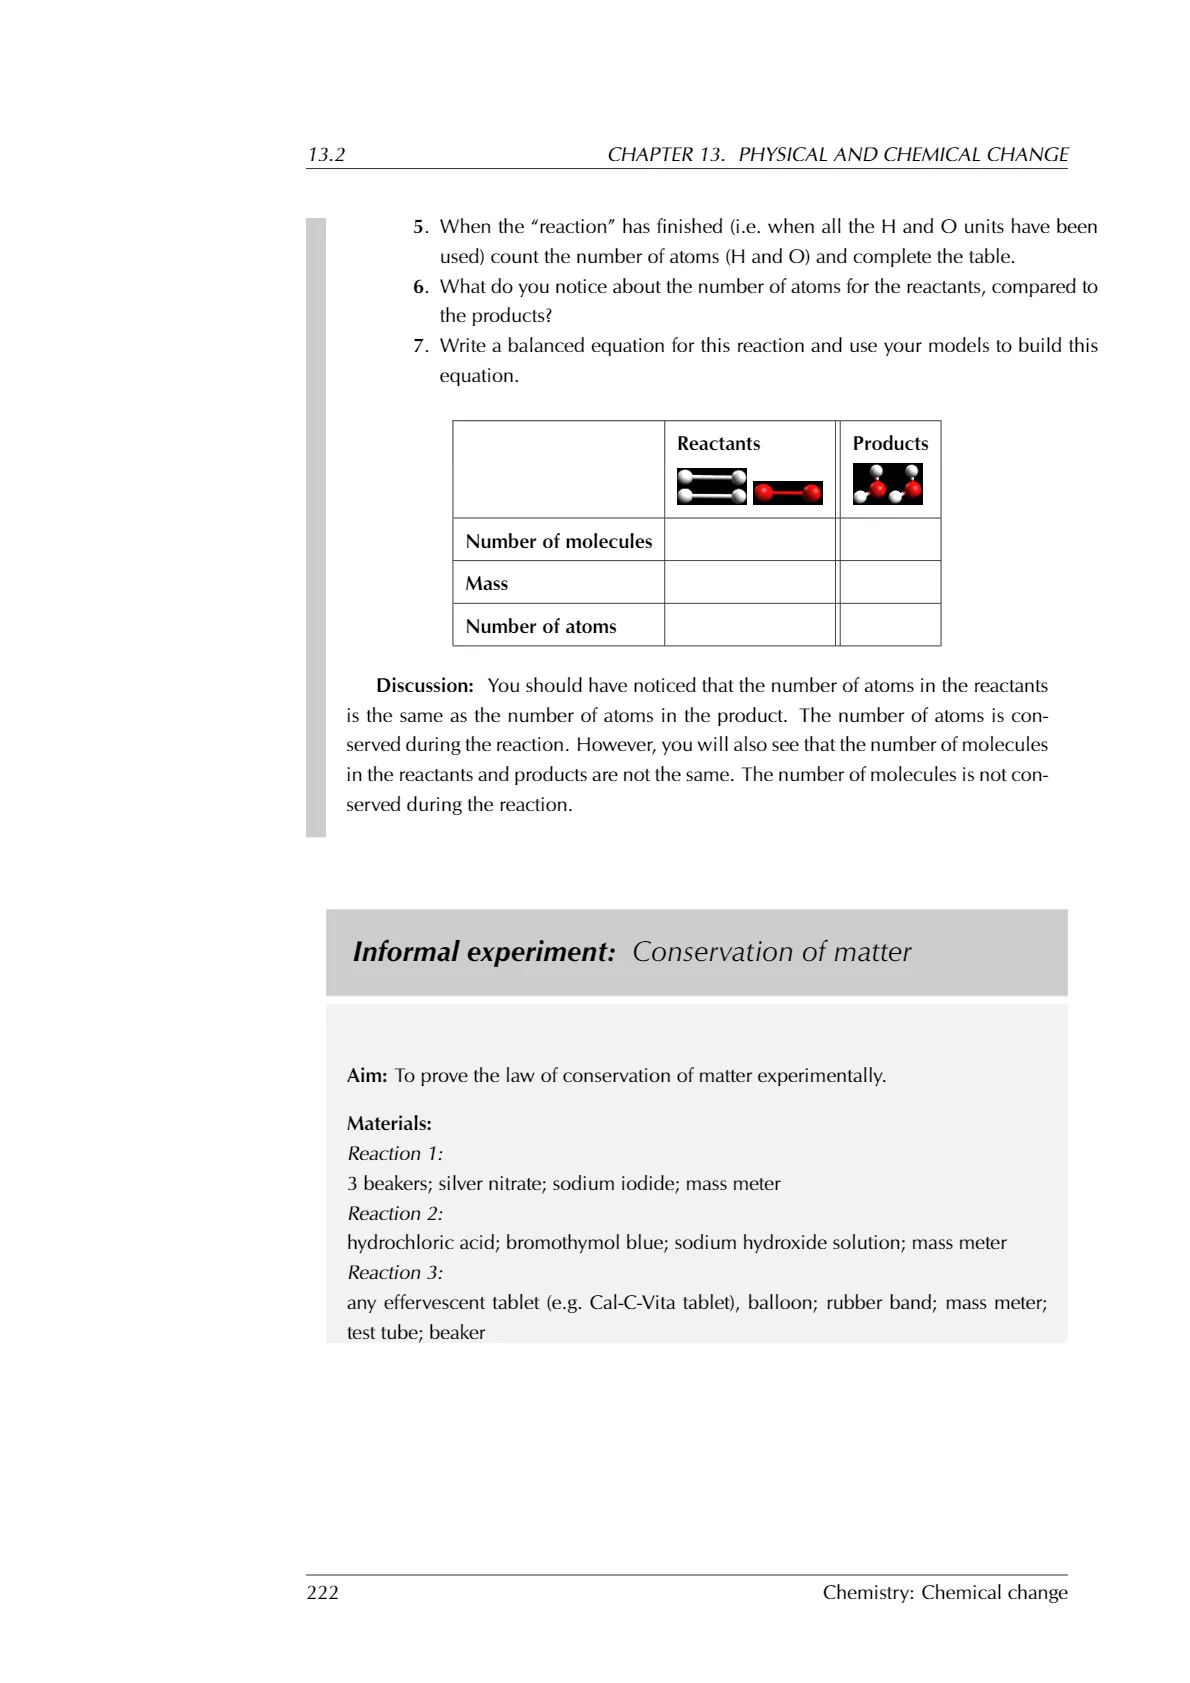 13.2 CHAPTER 13. PHYSICAL AND CHEMICAL CHANGE
5. When the “reaction” has finished (i.e. when all the H and O units have been
used) count the number of atoms (H and O) and complete the table.
6. What do you notice about the number of atoms for the reactants, compared to
the products?
7. Write a balanced equation for this reaction and use your models to build this
equation.
Reactants Products
Number of molecules
Mass
Number of atoms
Discussion: You should have noticed that the number of atoms in the reactants
is the same as the number of atoms in the product. The number of atoms is con-
served during the reaction. However, you will also see that the number of molecules
in the reactants and products are not the same. The number of molecules is not con-
served during the reaction.
Informal experiment: Conservation of matter
Aim: To prove the law of conservation of matter experimentally.
Materials:
Reaction 1:
3 beakers; silver nitrate; sodium iodide; mass meter
Reaction 2:
hydrochloric acid; bromothymol blue; sodium hydroxide solution; mass meter
Reaction 3:
any effervescent tablet (e.g. Cal-C-Vita tablet), balloon; rubber band; mass meter;
test tube; beaker
222 Chemistry: Chemical change